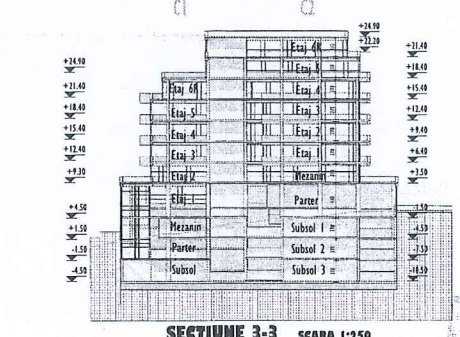 +24.90
+22.20
+24.90
+21.40
+18.40
+15.40
+12.40
+9.30
+4.50
+1.50
-1.50
-4.50
Etaj 6R
Etaj 5
Etaj 4
Etaj 3
Etaj 2
Etaj 1
Mezanin
Parter
Subsol
Etaj 6R
Etaj 5
Etaj 4
Etaj 3
Etaj 2
Etaj 1
Mezanin
Parter
Subsol 1
Subsol 2
Subsol 3
+21.40
+18.40
+15.40
+12.40
+9.40
+6.40
+3.50
-1.50
-4.50
-7.50
-10.50
SECTIUNE 3-3 SCARA 1:250